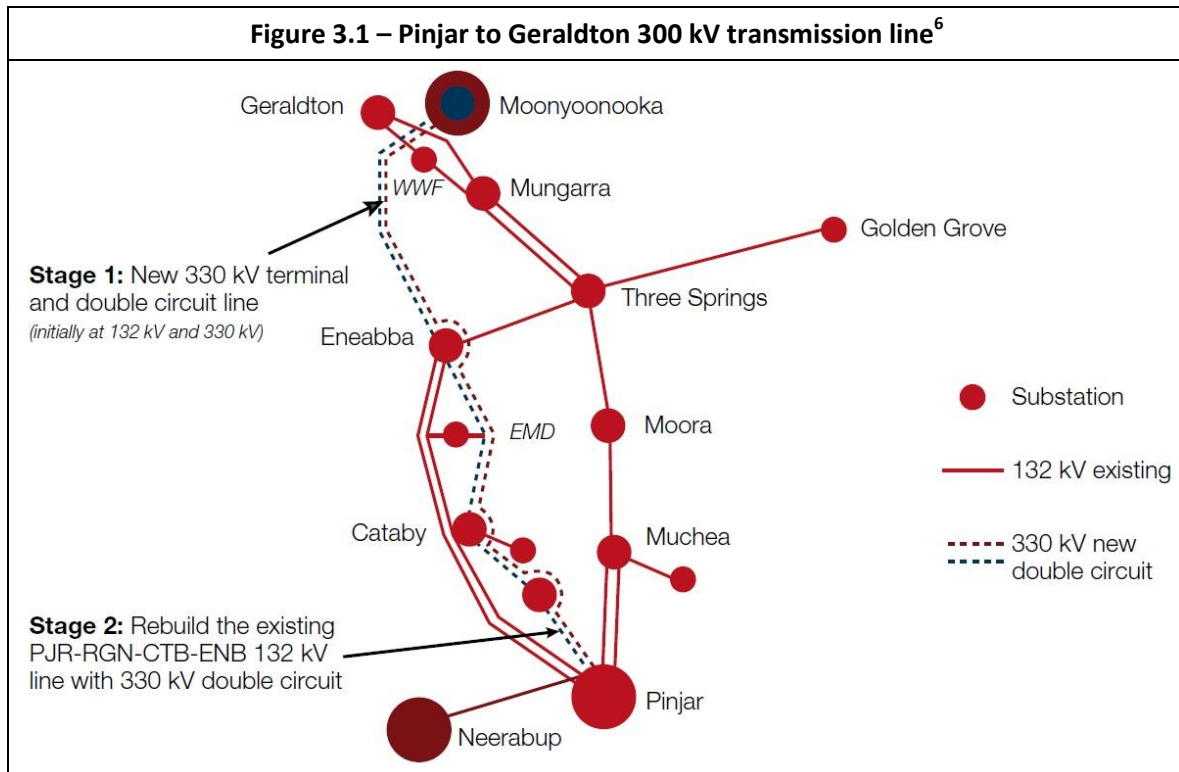 Figure 3.1 – Pinjar to Geraldton 300 kV transmission line6
Geraldton
Moonyoonooka
WWF
Mungarra
Golden Grove
Stage 1: New 330 kV terminal
and double circuit line
(initially at 132 kV and 330 kV)
Three Springs
Eneabba
Substation
EMD
Moora
132 kV existing
Cataby
Muchea
330 kV new
double circuit
Stage 2: Rebuild the existing
PJR-RGN-CTB-ENB 132 kV
line with 330 kV double circuit
Pinjar
Neerabup